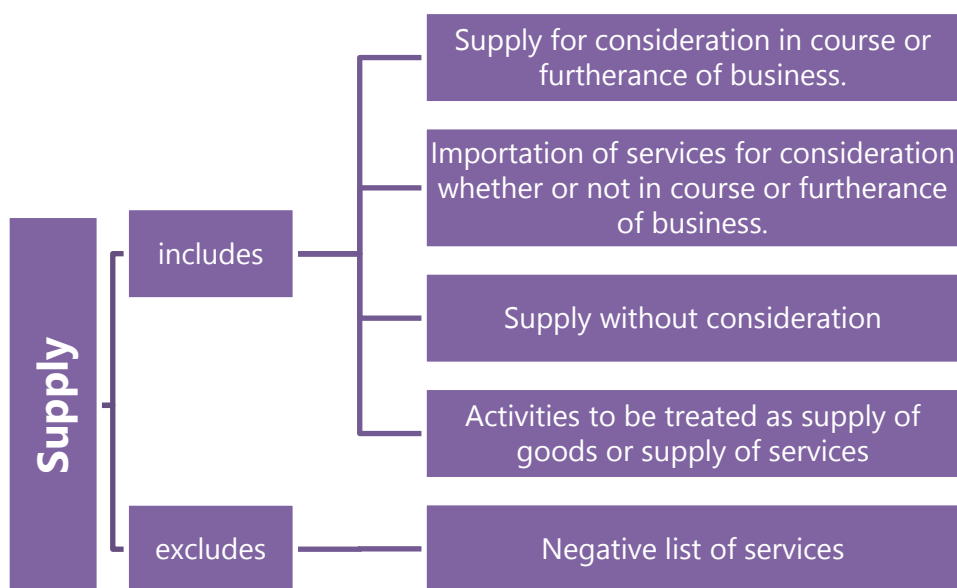 Supply
includes
Supply for consideration in course or
furtherance of business.
Importation of services for consideration
whether or not in course or furtherance
of business.
Supply without consideration
Activities to be treated as supply of
goods or supply of services
excludes
Negative list of services